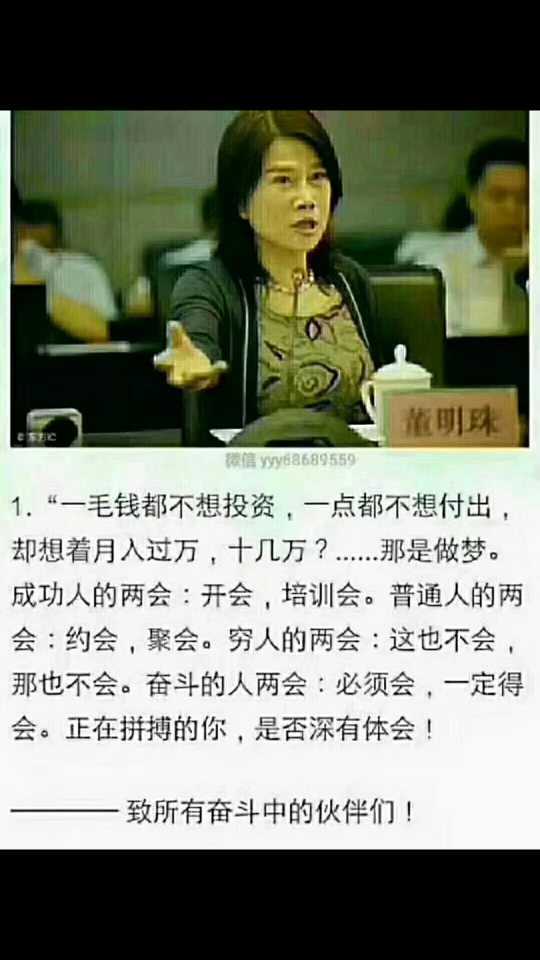 董明珠
©东方IC
微信 yyy68689559
1.“一毛钱都不想投资，一点都不想付出，
却想着月入过万，十几万？......那是做梦。
成功人的两会：开会，培训会。普通人的两
会：约会，聚会。穷人的两会：这也不会，
那也不会。奋斗的人两会：必须会，一定得
会。正在拼搏的你，是否深有体会！
———— 致所有奋斗中的伙伴们！